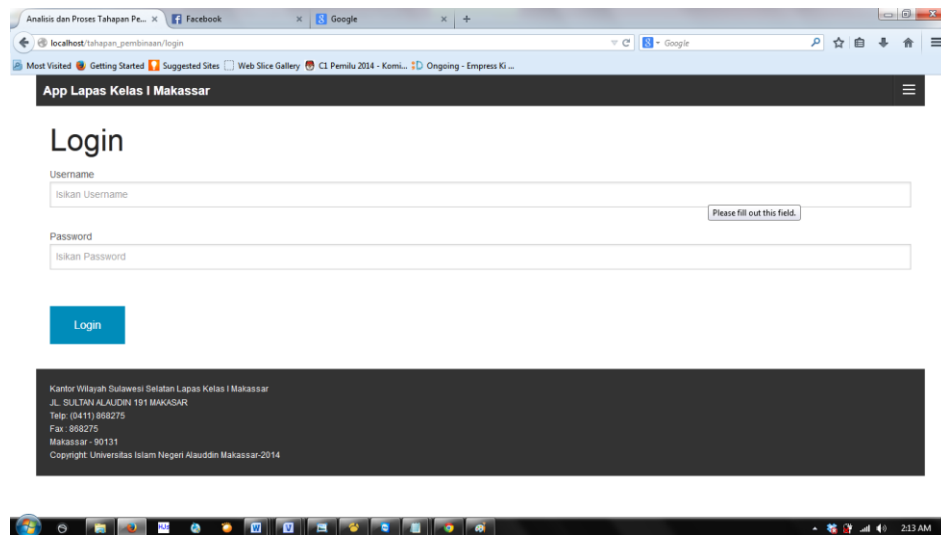 Analisis dan Proses Tahapan Pe...
Facebook
Google
localhost/tahapan_pembinaan/login
Google
Most Visited
Getting Started
Suggested Sites
Web Slice Gallery
C1 Pemilu 2014 - Komi...
Ongoing - Empress Ki ...
App Lapas Kelas I Makassar
Login
Username
Isikan Username
Please fill out this field.
Password
Isikan Password
Login
Kantor Wilayah Sulawesi Selatan Lapas Kelas I Makassar
JL. SULTAN ALAUDIN 191 MAKASAR
Telp: (0411) 868275
Fax : 868275
Makassar - 90131
Copyright: Universitas Islam Negeri Alauddin Makassar-2014
2:13 AM